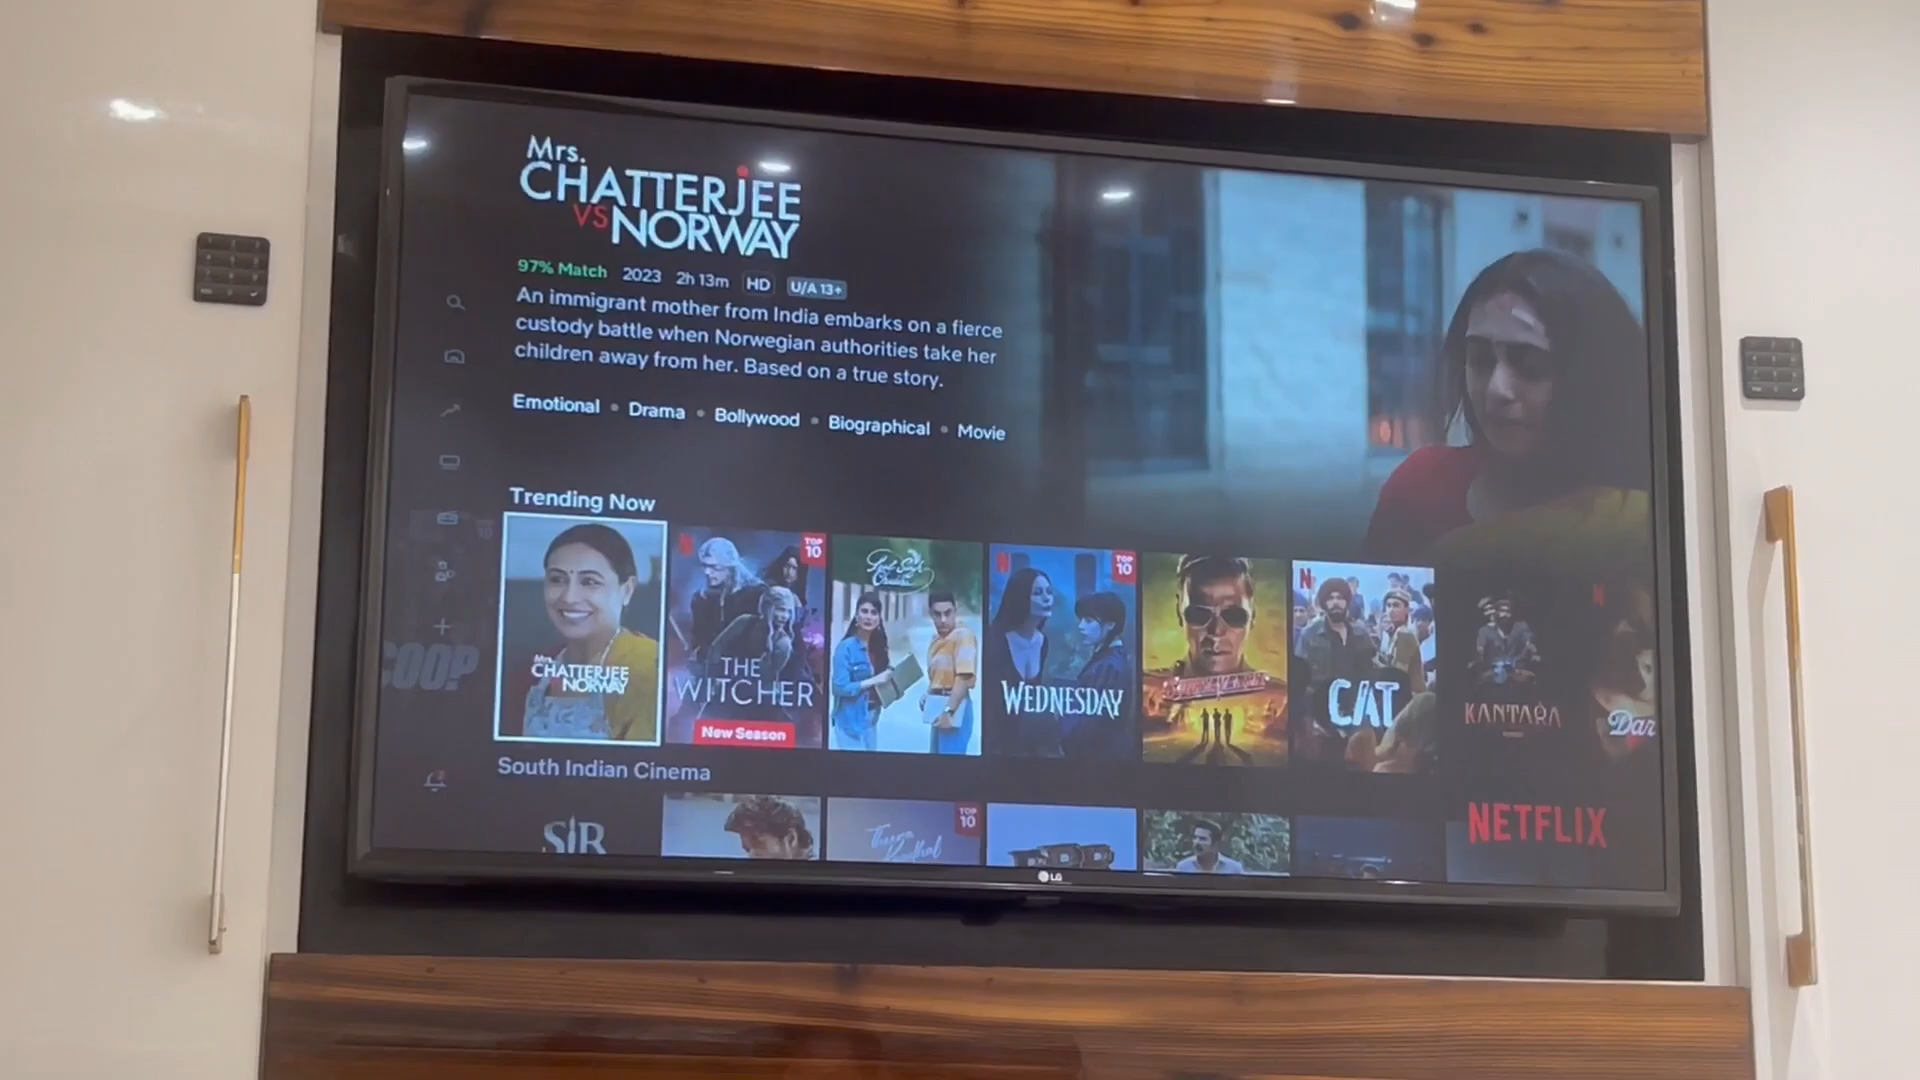 Mrs.
CHATTERJEE
VS NORWAY
97% Match 2023 2h 13m HD U/A 13+
An immigrant mother from India embarks on a fierce
custody battle when Norwegian authorities take her
children away from her. Based on a true story.
Emotional • Drama • Bollywood • Biographical • Movie
Trending Now
COOP
Mrs.
CHATTERJEE
NORWAY
N
TOP
10
THE
WITCHER
New Season
N
TOP
10
WEDNESDAY
N
CAT
KANTARA
N
Dar
South Indian Cinema
SIR
TOP
10
NETFLIX
LG